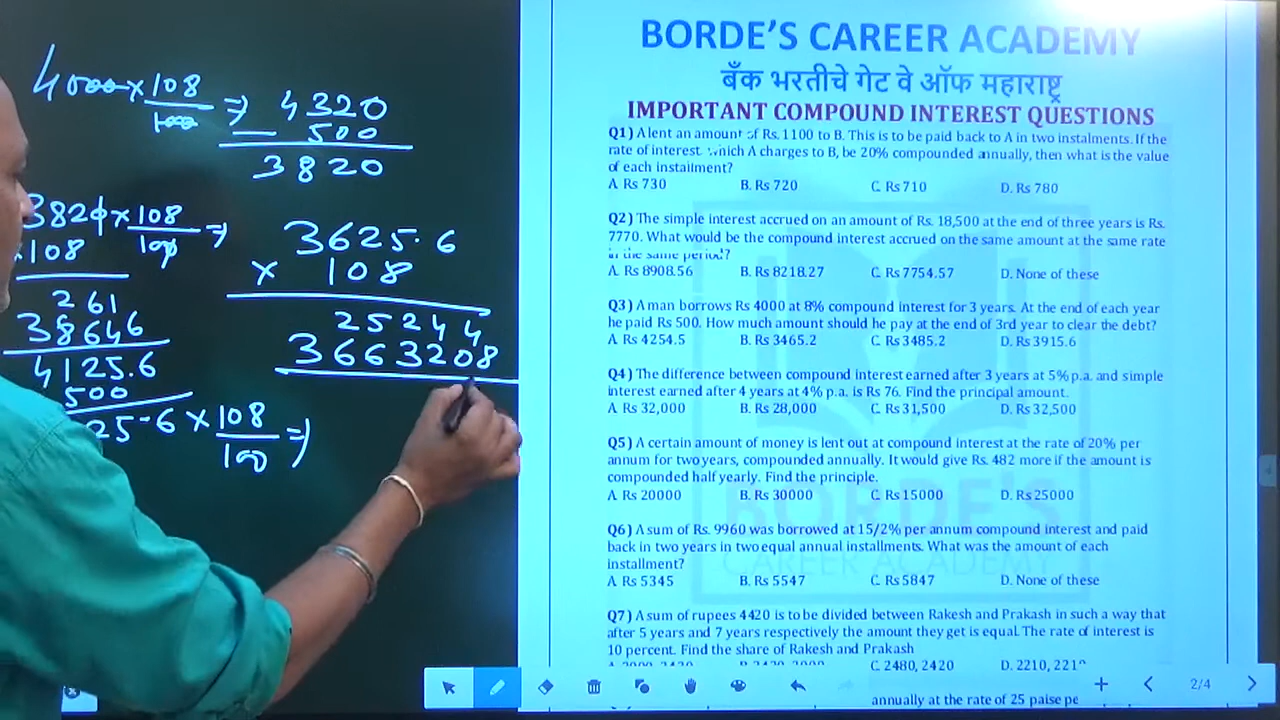 4000 × 108/100 ⇒ 4320
— 500
3820
3820 × 108/100 ⇒
×108
261
38646
4125.6
500
25.6 × 108/100 ⇒
3625.6
× 108
25244
3663208
BORDE'S CAREER ACADEMY
बँक भरतीचे गेट वे ऑफ महाराष्ट्र
IMPORTANT COMPOUND INTEREST QUESTIONS
Q1) A lent an amount of Rs. 1100 to B. This is to be paid back to A in two instalments. If the
rate of interest which A charges to B, be 20% compounded annually, then what is the value
of each installment?
A Rs 730 B. Rs 720 C. Rs 710 D. Rs 780
Q2) The simple interest accrued on an amount of Rs. 18,500 at the end of three years is Rs.
7770. What would be the compound interest accrued on the same amount at the same rate
in the same period?
A. Rs 8908.56 B. Rs 8218.27 C. Rs 7754.57 D. None of these
Q3) A man borrows Rs 4000 at 8% compound interest for 3 years. At the end of each year
he paid Rs 500. How much amount should he pay at the end of 3rd year to clear the debt?
A Rs 4254.5 B. Rs 3465.2 C. Rs 3485.2 D. Rs 3915.6
Q4) The difference between compound interest earned after 3 years at 5% p.a. and simple
interest earned after 4 years at 4% p.a. is Rs 76. Find the principal amount.
A Rs 32,000 B. Rs 28,000 C. Rs 31,500 D. Rs 32,500
Q5) A certain amount of money is lent out at compound interest at the rate of 20% per
annum for two years, compounded annually. It would give Rs. 482 more if the amount is
compounded half yearly. Find the principle.
A Rs 20000 B. Rs 30000 C. Rs 15000 D. Rs 25000
Q6) A sum of Rs. 9960 was borrowed at 15/2% per annum compound interest and paid
back in two years in two equal annual installments. What was the amount of each
installment?
A Rs 5345 B. Rs 5547 C. Rs 5847 D. None of these
Q7) A sum of rupees 4420 is to be divided between Rakesh and Prakash in such a way that
after 5 years and 7 years respectively the amount they get is equal. The rate of interest is
10 percent. Find the share of Rakesh and Prakash
C. 2480, 2420 D. 2210, 221
annually at the rate of 25 paise pe
2/4